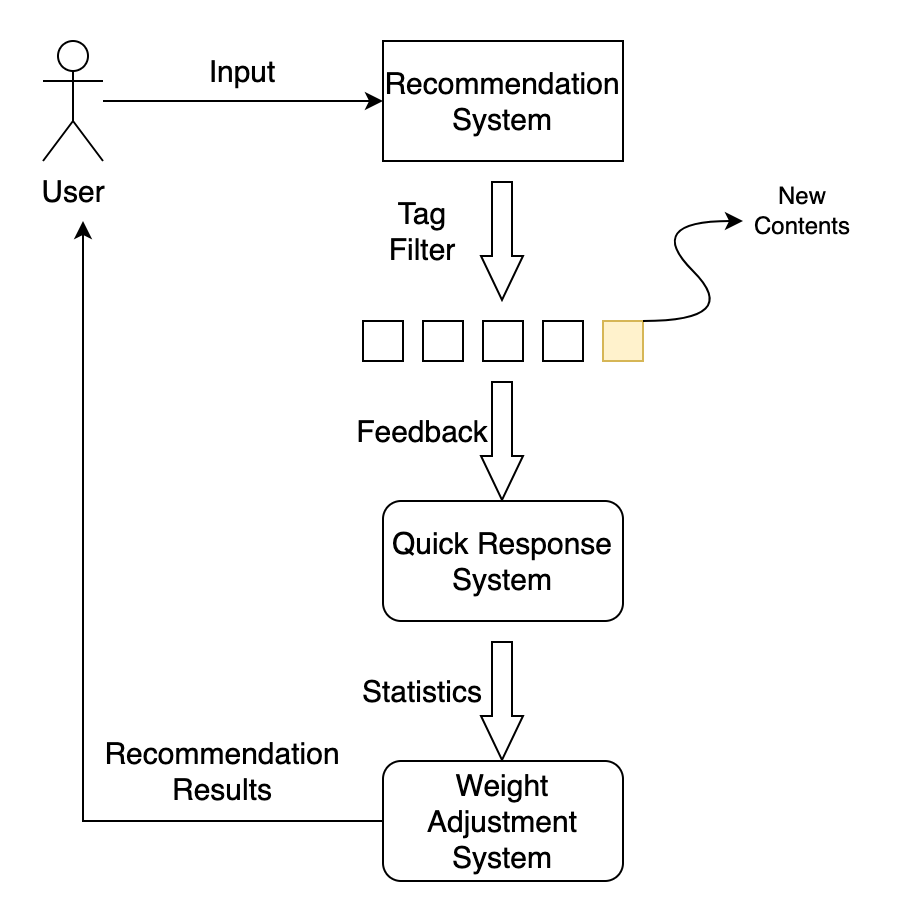 Input
Recommendation
System
User
Tag
Filter
New
Contents
Feedback
Quick Response
System
Statistics
Recommendation
Results
Weight
Adjustment
System